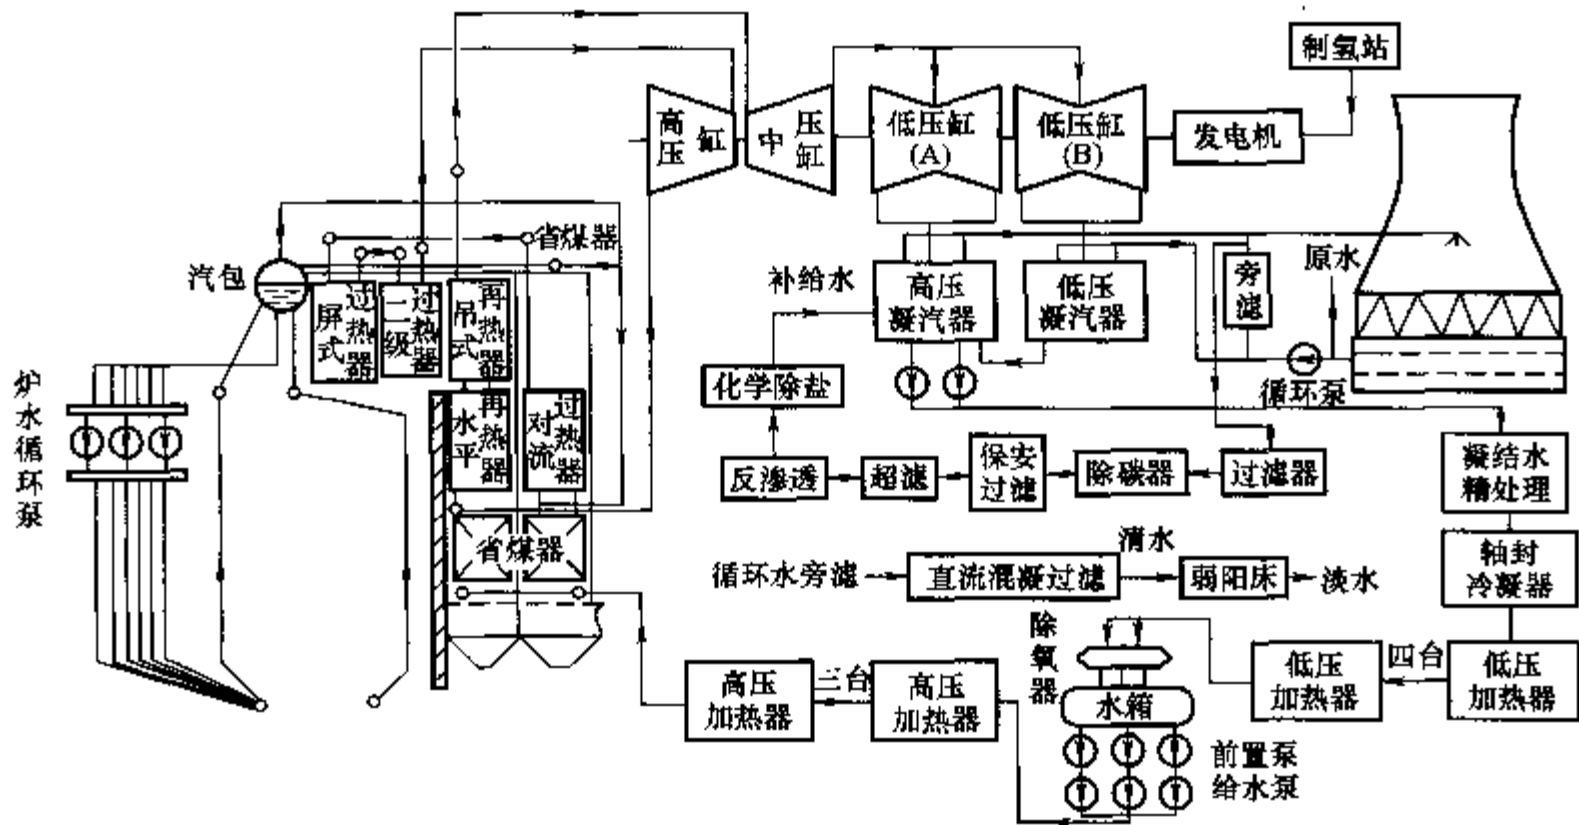 制氢站
高压缸
中压缸
低压缸
(A)
低压缸
(B)
发电机
省煤器
汽包
屏式过热器
二级过热器
吊式再热器
补给水
高压
凝汽器
低压
凝汽器
旁滤
原水
循环泵
炉水循环泵
水平再热器
对流过热器
化学除盐
反渗透
超滤
保安
过滤
除碳器
过滤器
凝结水
精处理
省煤器
循环水旁滤
直流混凝过滤
清水
弱阳床
淡水
轴封
冷凝器
除氧器
水箱
高压
加热器
三台
高压
加热器
低压
加热器
四台
低压
加热器
前置泵
给水泵